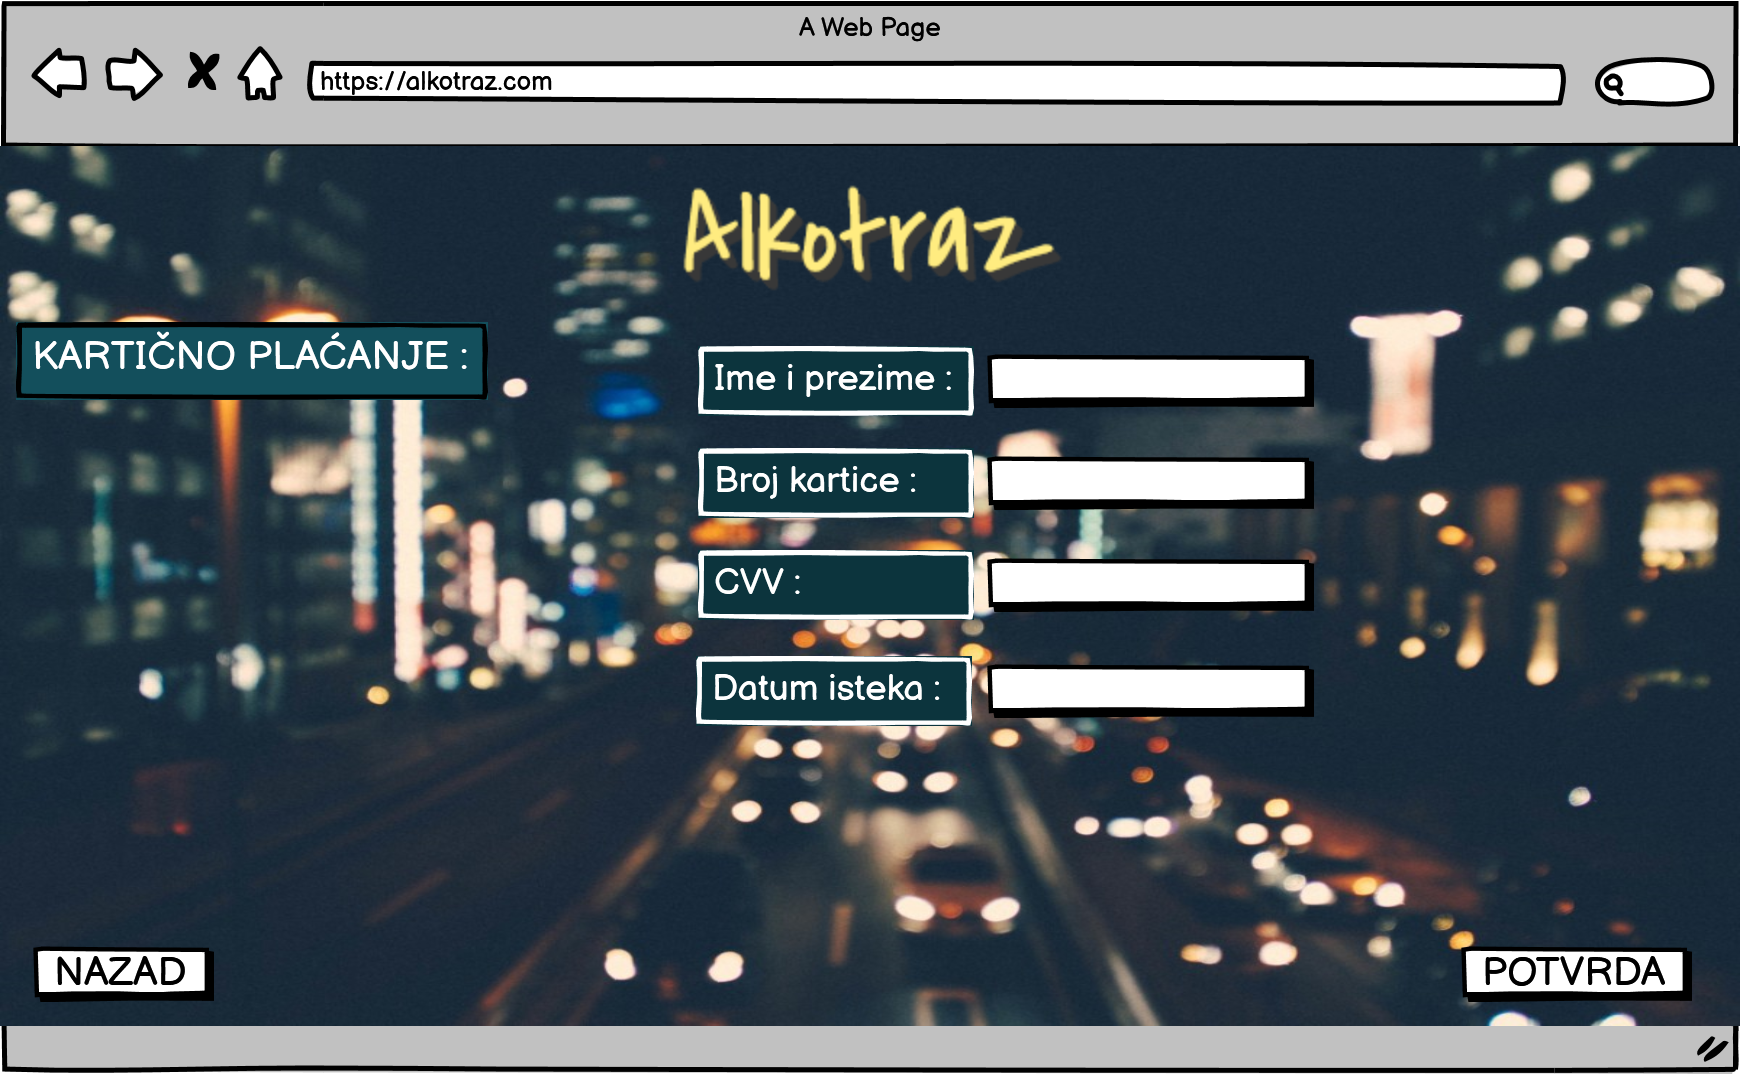 A Web Page
https://alkotraz.com
Alkotraz
KARTIČNO PLAĆANJE :
Ime i prezime :
Broj kartice :
CVV :
Datum isteka :
NAZAD
POTVRDA